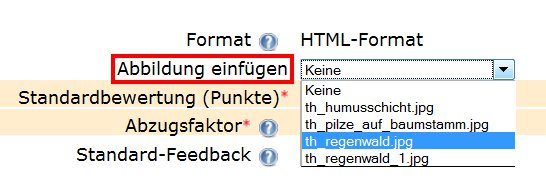 Format ? HTML-Format
Abbildung einfügen Keine
Keine
Standardbewertung (Punkte)* th_humusschicht.jpg
Abzugsfaktor* ? th_pilze_auf_baumstamm.jpg
th_regenwald.jpg
Standard-Feedback ? th_regenwald_1.jpg